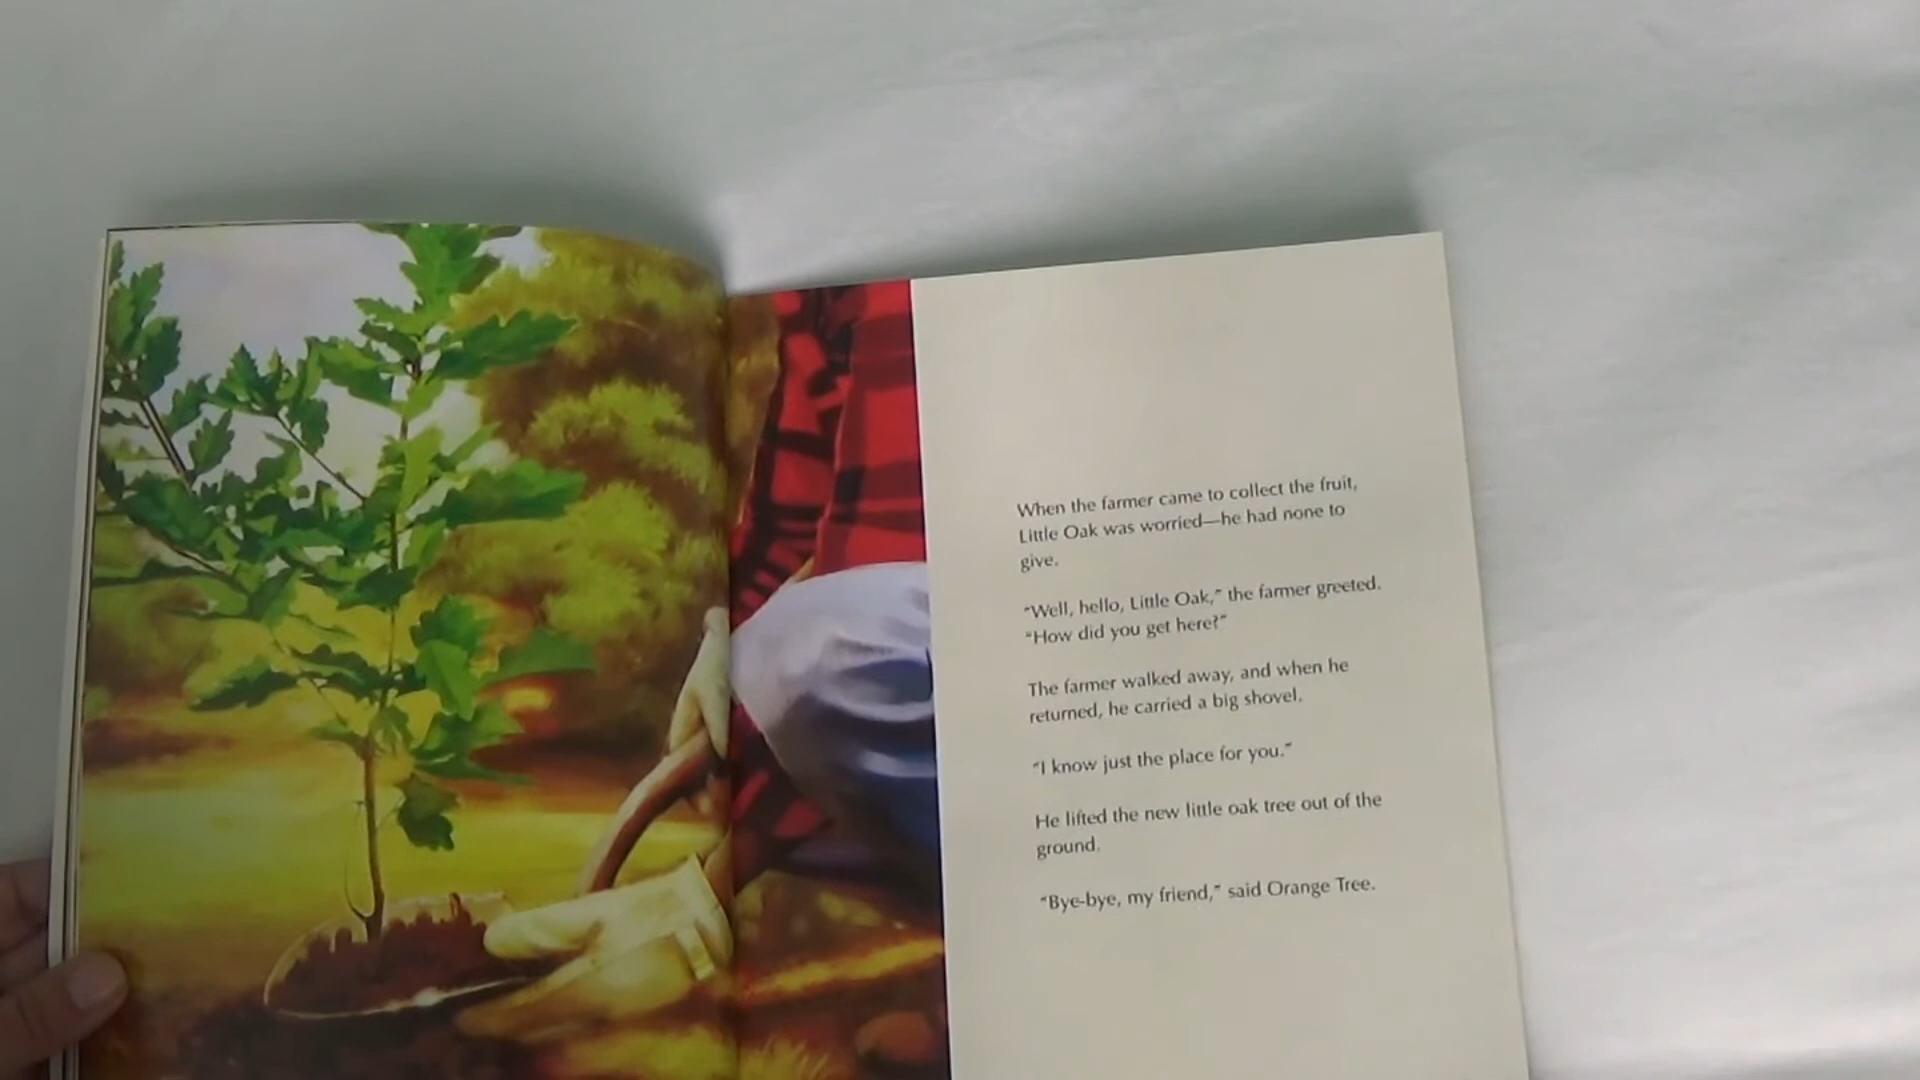 When the farmer came to collect the fruit,
Little Oak was worried—he had none to
give.
“Well, hello, Little Oak,” the farmer greeted.
“How did you get here?”
The farmer walked away, and when he
returned, he carried a big shovel.
“I know just the place for you.”
He lifted the new little oak tree out of the
ground.
“Bye-bye, my friend,” said Orange Tree.